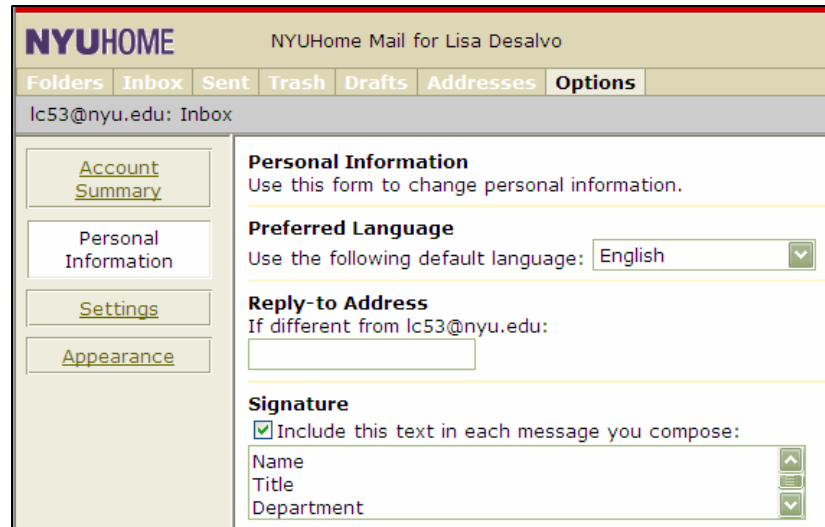 NYUHOME NYUHome Mail for Lisa Desalvo
Folders Inbox Sent Trash Drafts Addresses Options
lc53@nyu.edu: Inbox
Account
Summary
Personal
Information
Settings
Appearance
Personal Information
Use this form to change personal information.
Preferred Language
Use the following default language: English
Reply-to Address
If different from lc53@nyu.edu:
Signature
Include this text in each message you compose:
Name
Title
Department